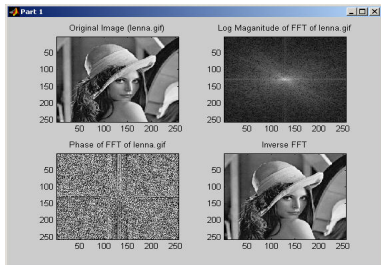 Part 1
Original Image (lenna.gif)
50
100
150
200
250
50 100 150 200 250
Log Maganitude of FFT of lenna.gif
50
100
150
200
250
50 100 150 200 250
Phase of FFT of lenna.gif
50
100
150
200
250
50 100 150 200 250
Inverse FFT
50
100
150
200
250
50 100 150 200 250